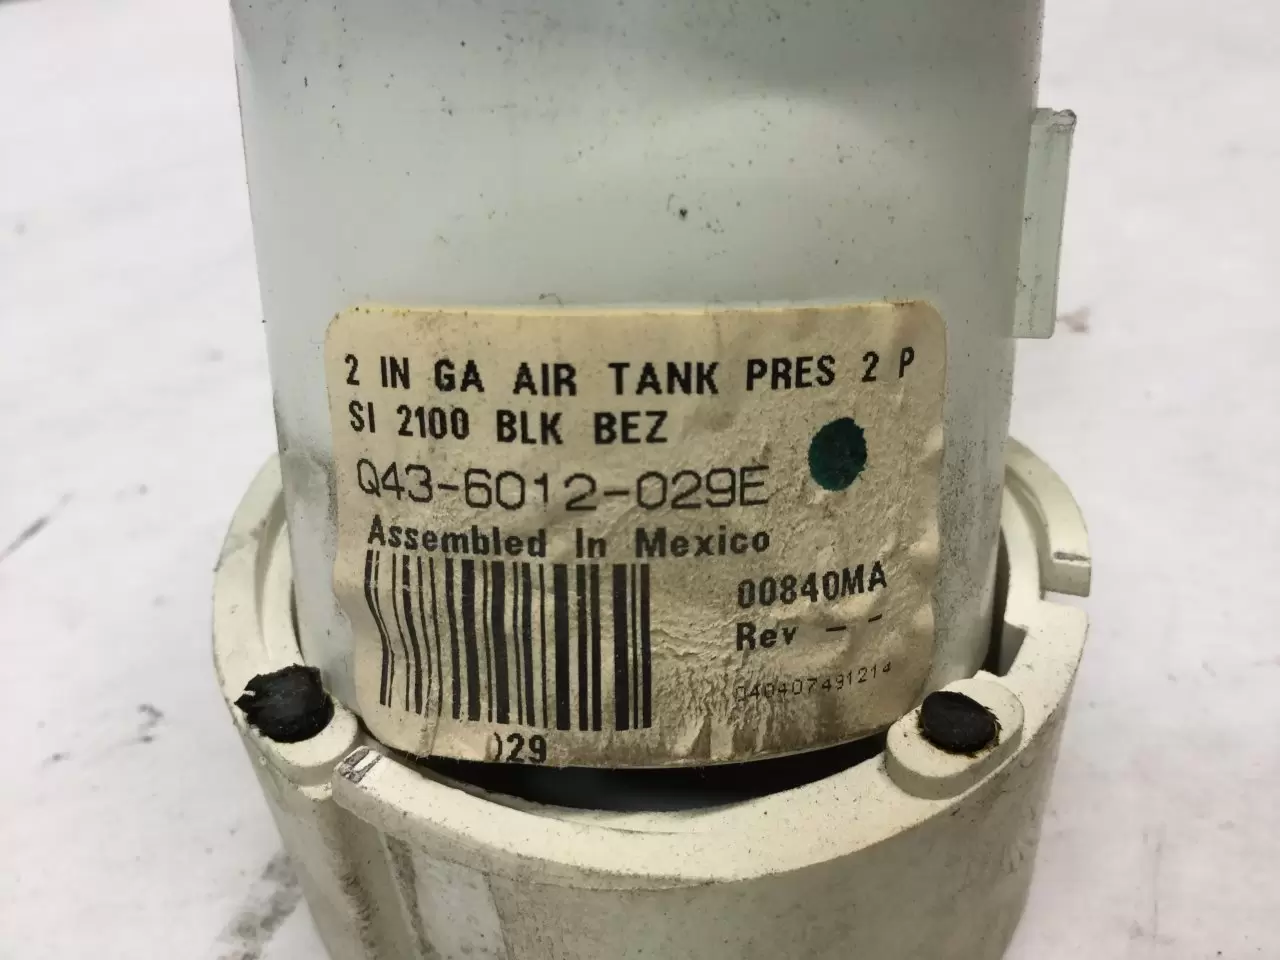 2 IN GA AIR TANK PRES 2 P
SI 2100 BLK BEZ
Q43-6012-029E
Assembled In Mexico
00840MA
Rev --
040407491214
029